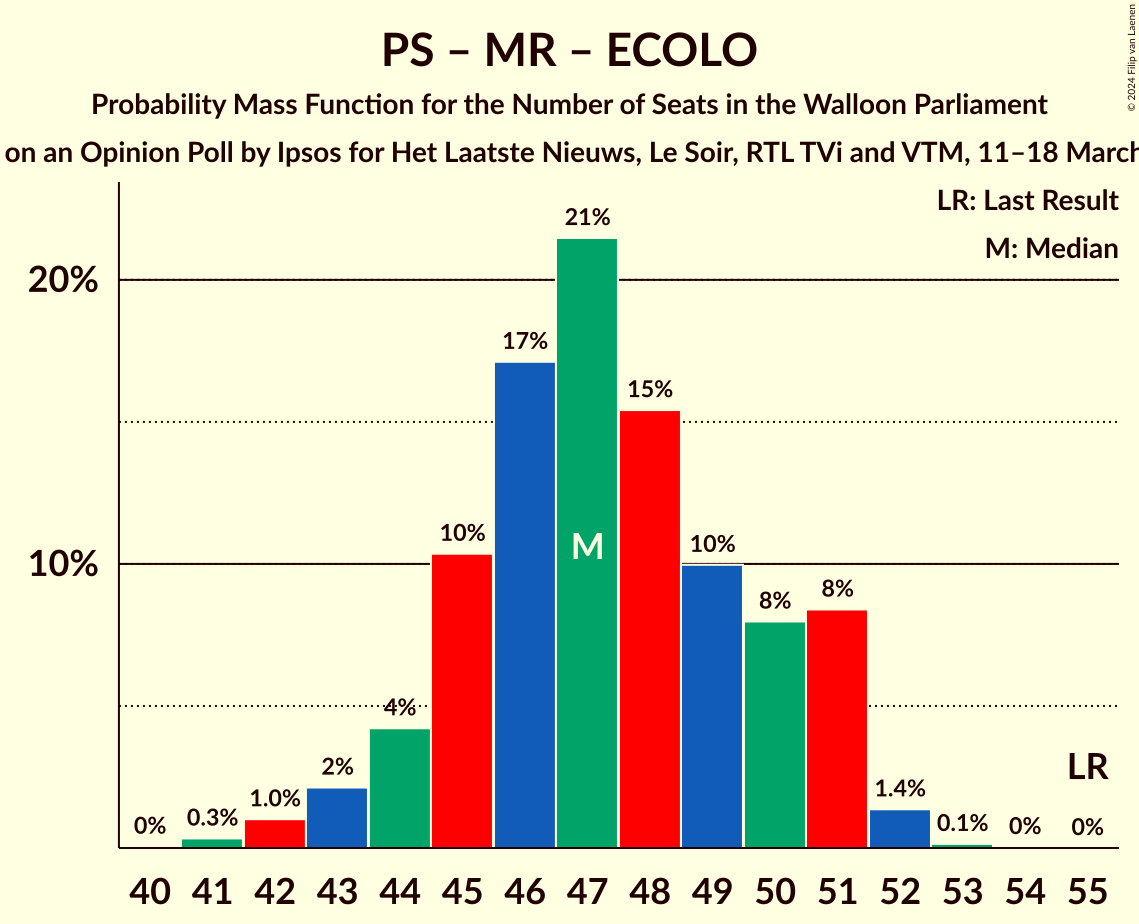 PS – MR – ECOLO
Probability Mass Function for the Number of Seats in the Walloon Parliament
on an Opinion Poll by Ipsos for Het Laatste Nieuws, Le Soir, RTL TVi and VTM, 11–18 March
© 2024 Filip van Laenen
LR: Last Result
M: Median
20%
10%
0%
0.3%
1.0%
2%
4%
10%
17%
21%
15%
10%
8%
8%
1.4%
0.1%
0%
0%
M
LR
40 41 42 43 44 45 46 47 48 49 50 51 52 53 54 55